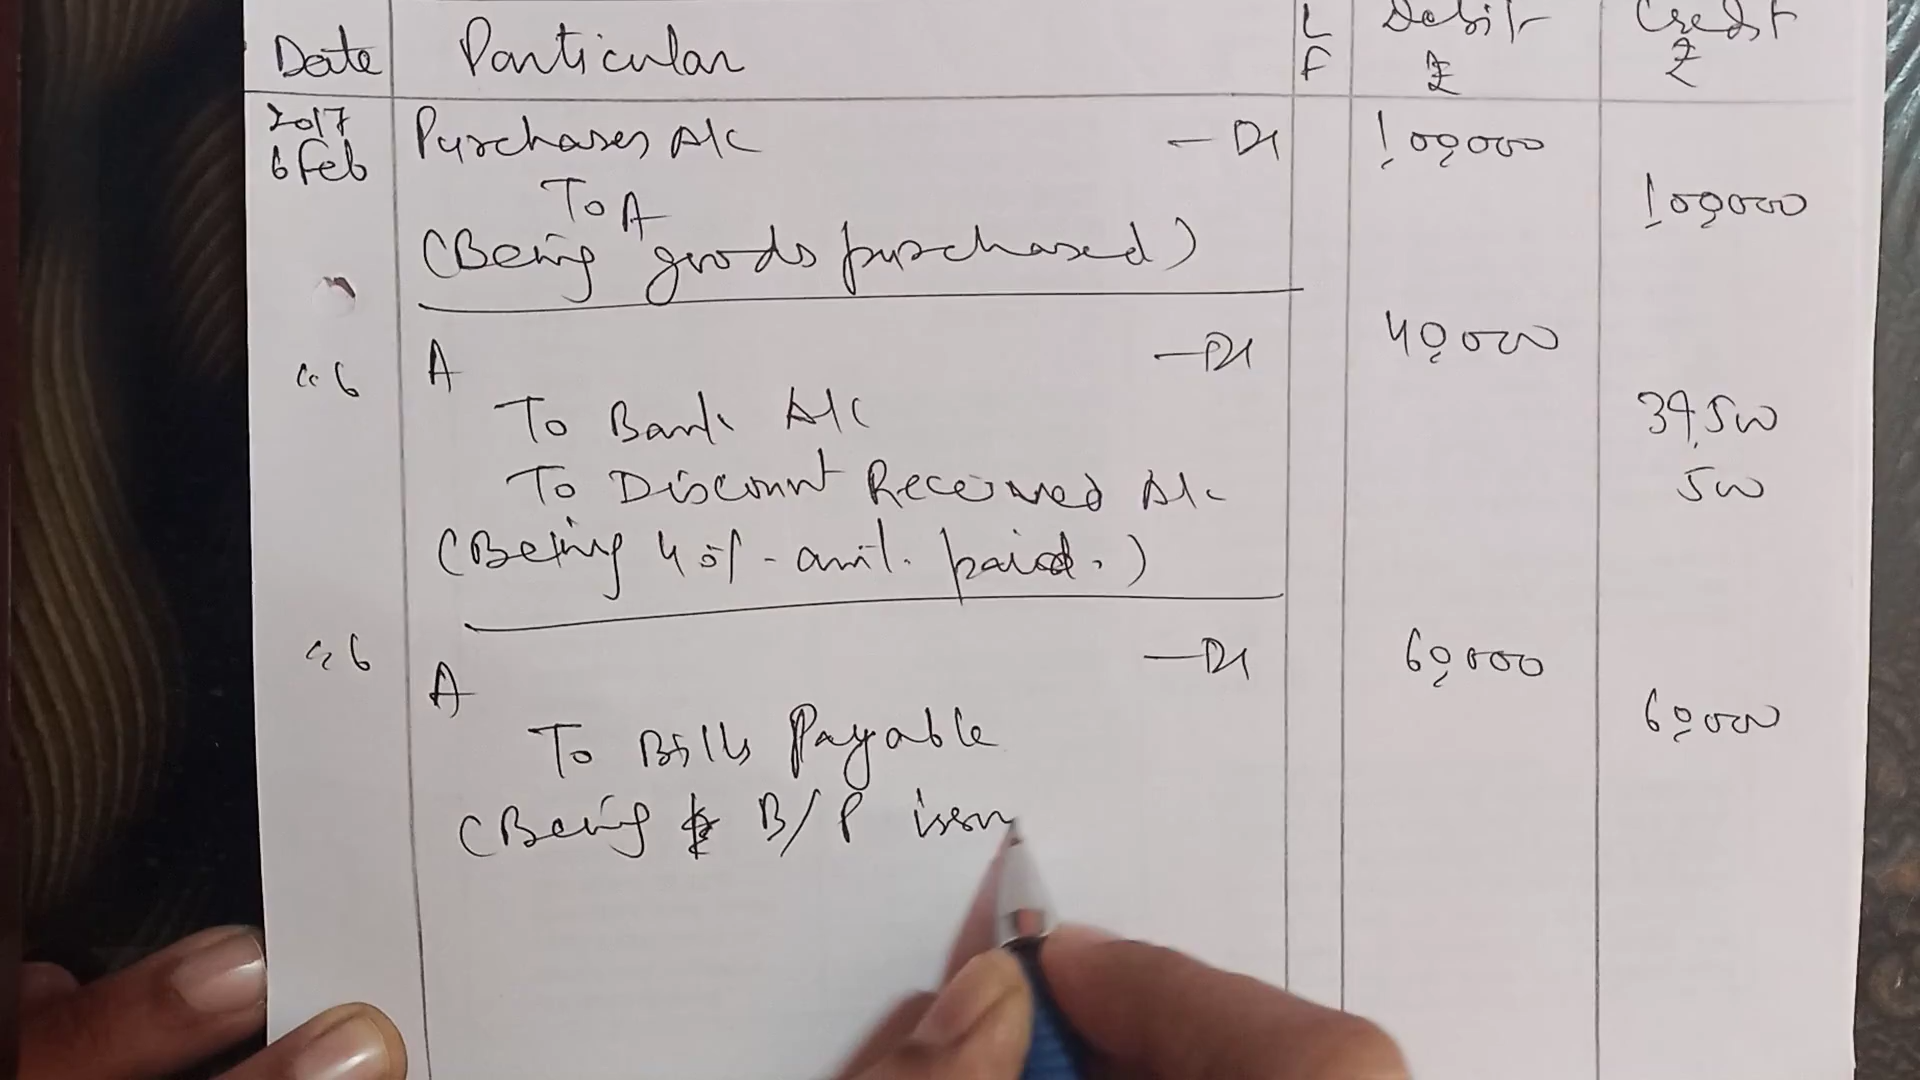 Date Particular L F Debit ₹ Credit ₹
2017
6 Feb Purchases A/c — Dr 1,00,000
To A 1,00,000
(Being goods purchased)
" 6 A — Dr 40,000
To Bank A/c 39,500
To Discount Received A/c 500
(Being 40% amt. paid.)
" 6 A — Dr 60,000
To Bills Payable 60,000
(Being B/P issu